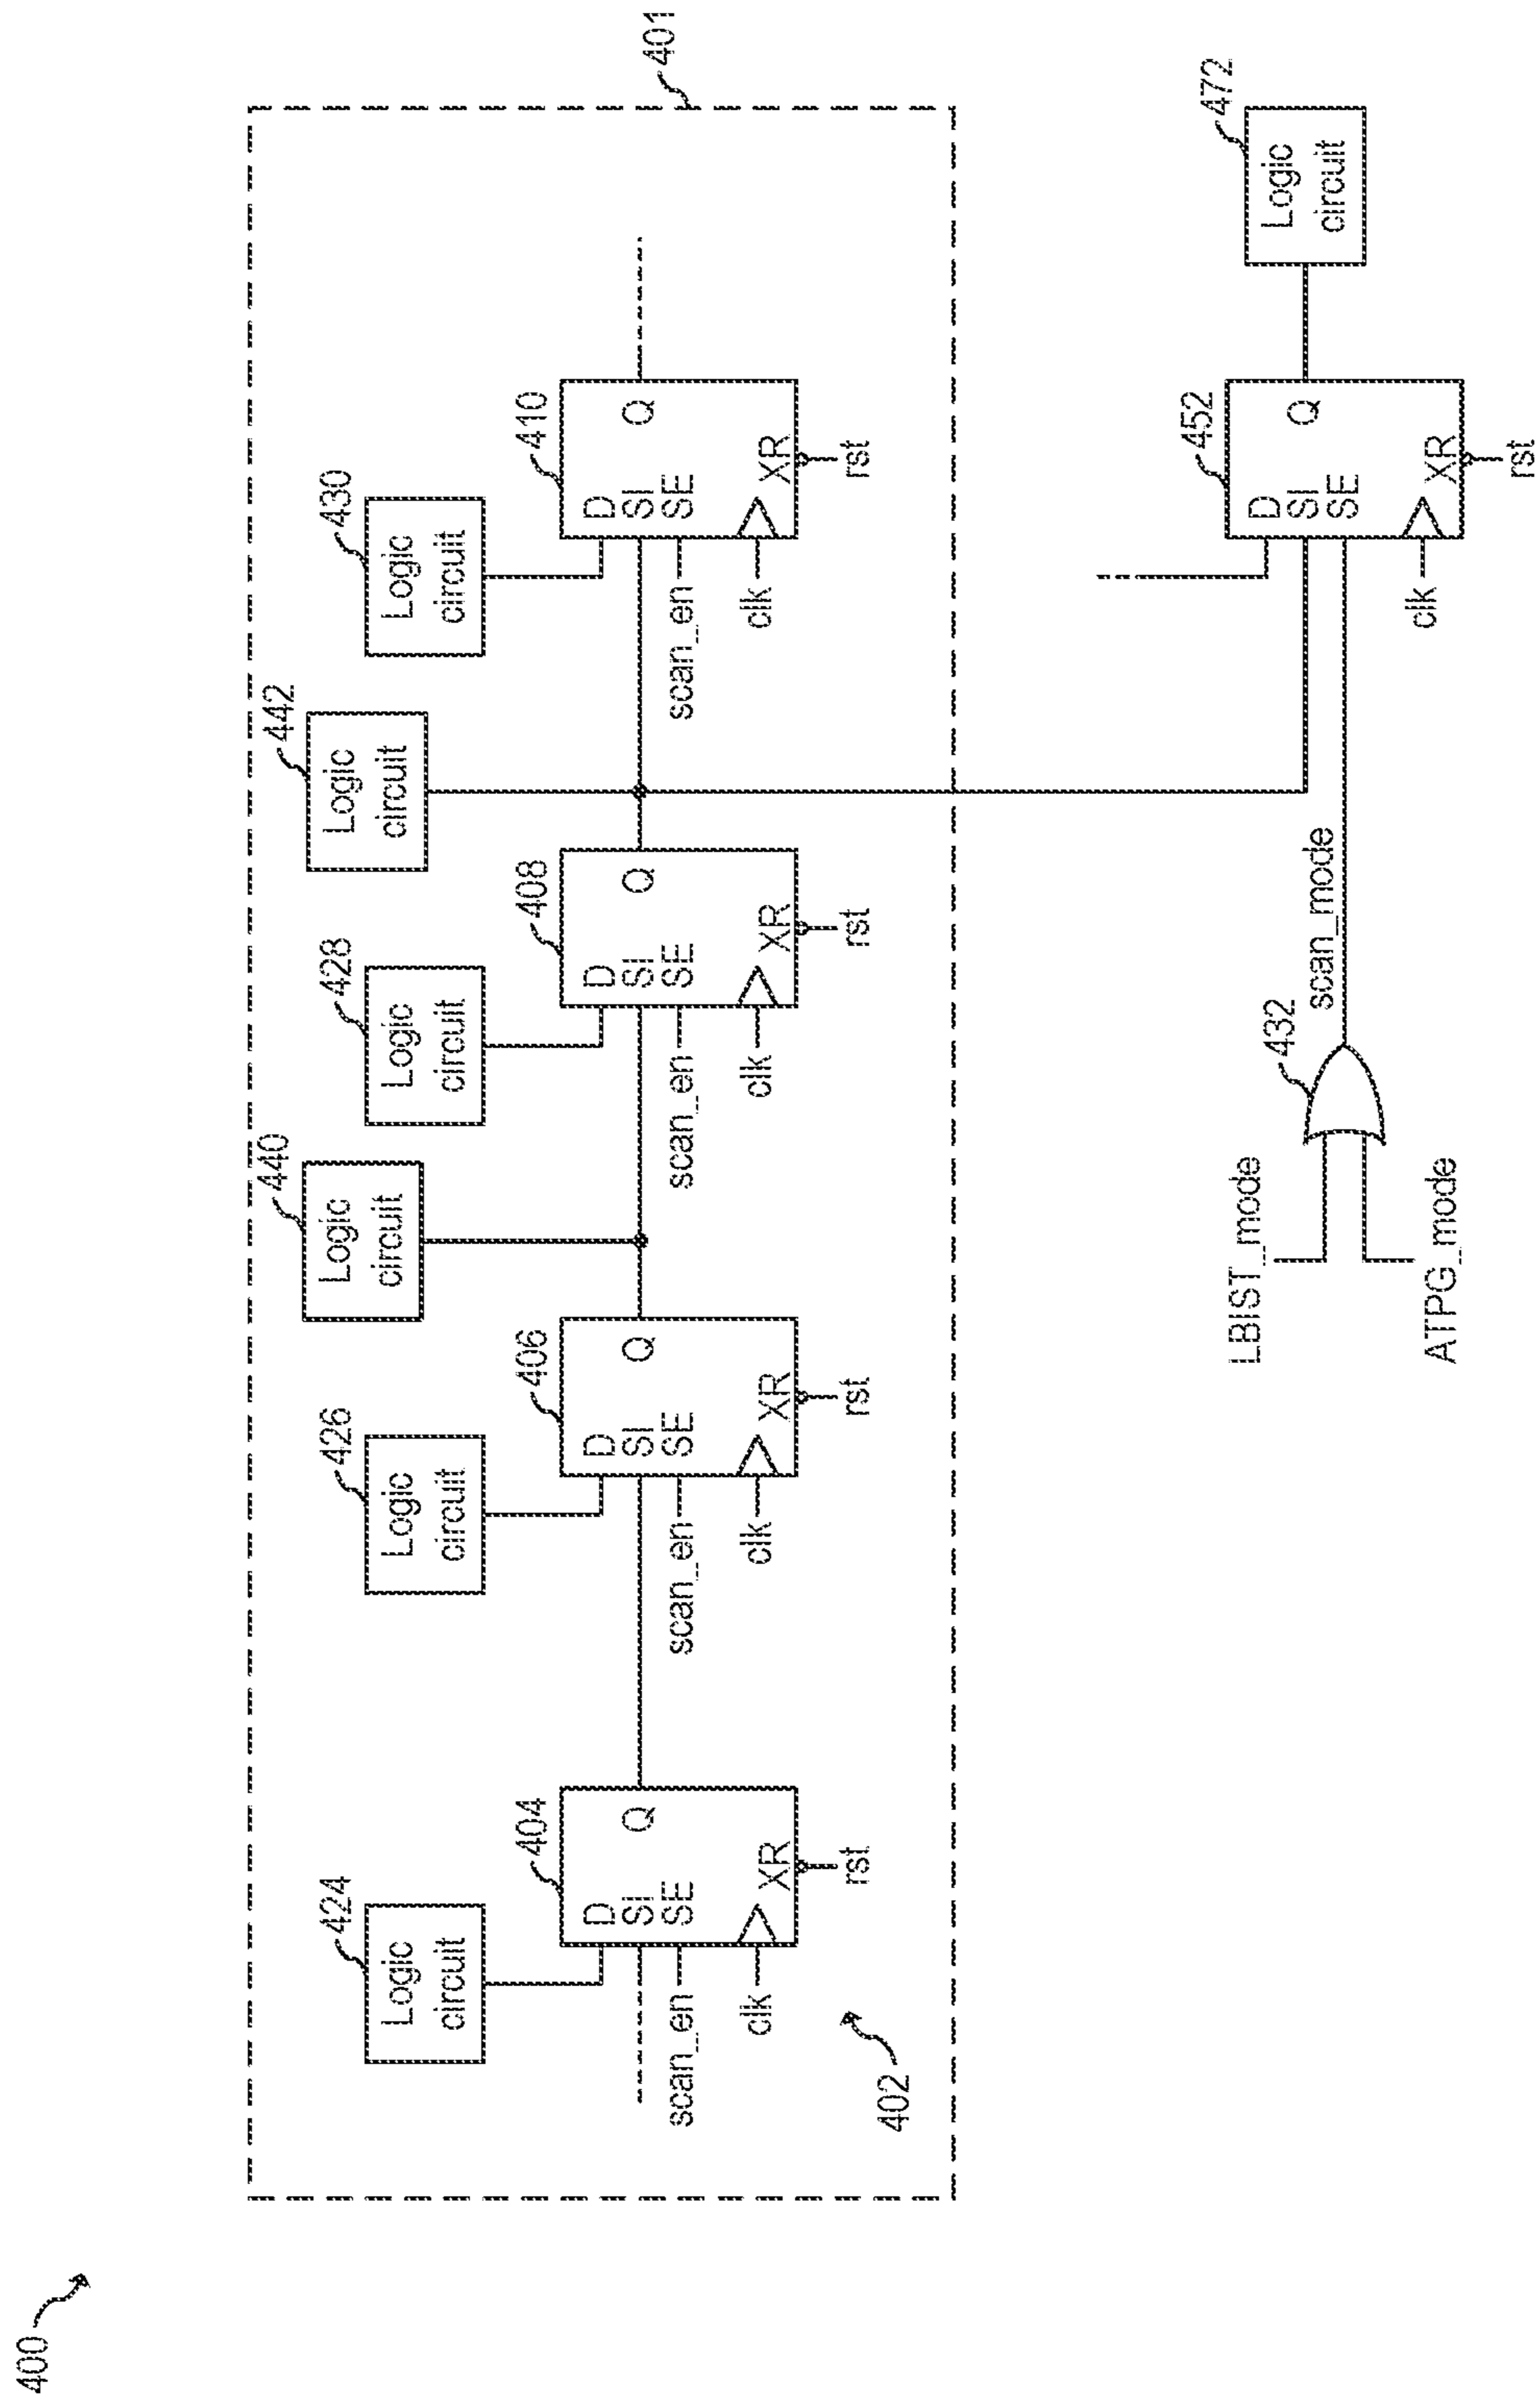 400
401
424
Logic
circuit
426
Logic
circuit
440
Logic
circuit
428
Logic
circuit
442
Logic
circuit
430
Logic
circuit
404
D
SI
SE
Q
XR
scan_en
clk
rst
406
D
SI
SE
Q
XR
scan_en
clk
rst
408
D
SI
SE
Q
XR
scan_en
clk
rst
410
D
SI
SE
Q
XR
scan_en
clk
rst
402
LBIST_mode
ATPG_mode
432
scan_mode
452
D
SI
SE
Q
XR
clk
rst
472
Logic
circuit